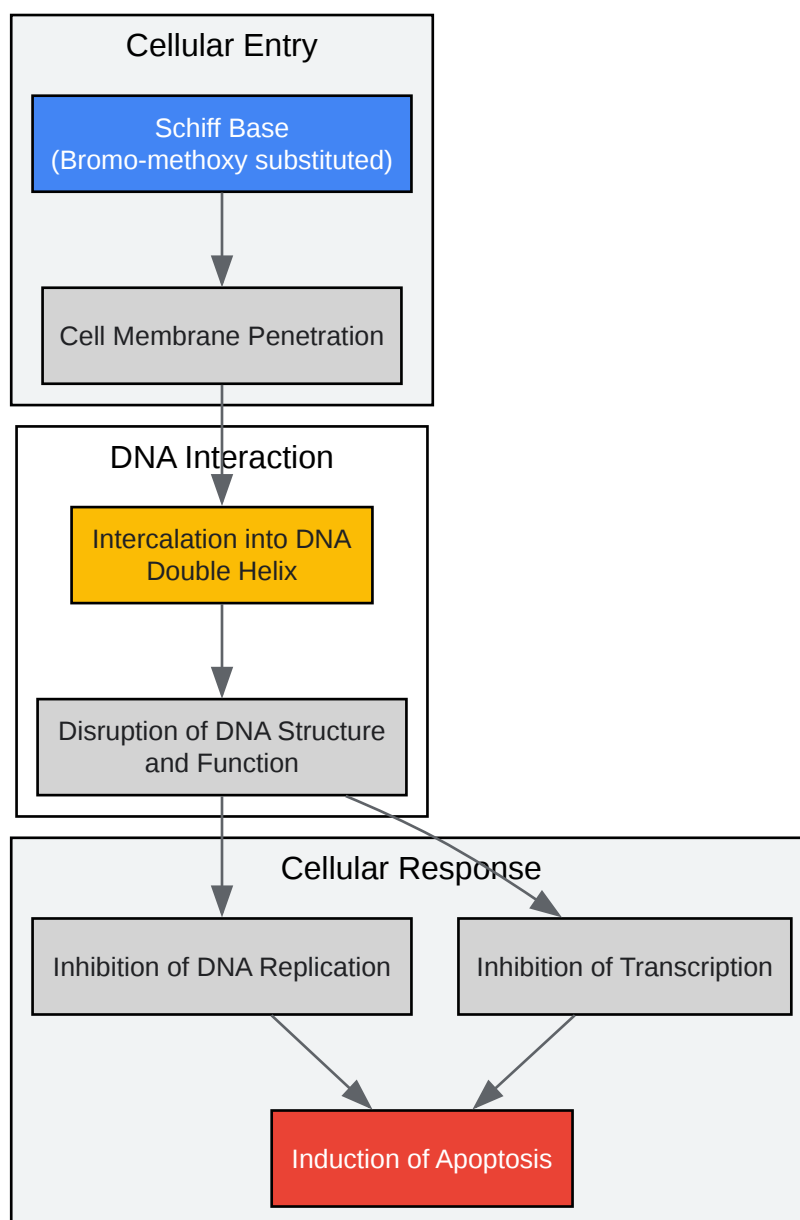 Cellular Entry
Schiff Base
(Bromo-methoxy substituted)
Cell Membrane Penetration
DNA Interaction
Intercalation into DNA
Double Helix
Disruption of DNA Structure
and Function
Cellular Response
Inhibition of DNA Replication
Inhibition of Transcription
Induction of Apoptosis